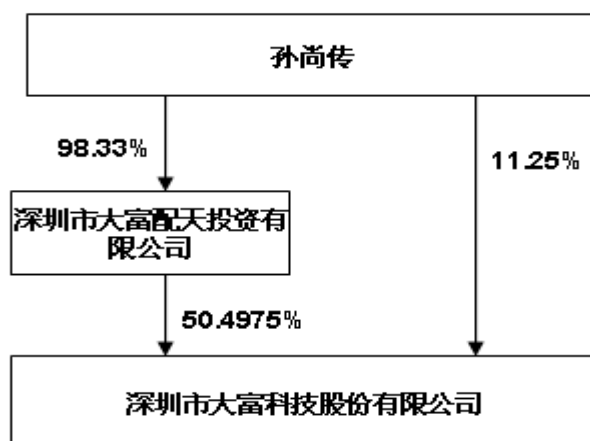 孙尚传
98.33%
11.25%
深圳市大富配天投资有
限公司
50.4975%
深圳市大富科技股份有限公司